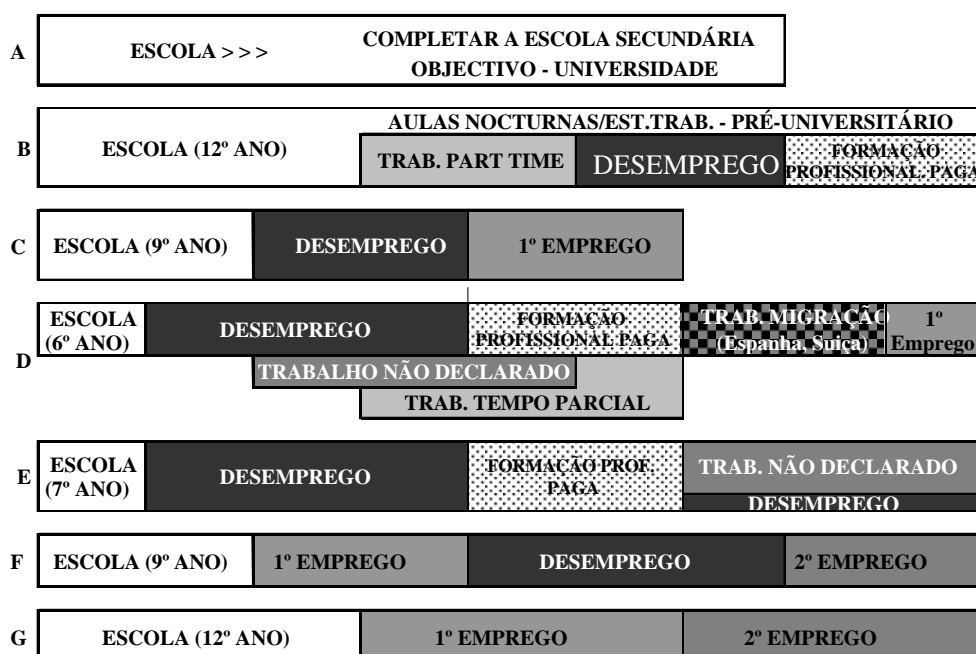 A
ESCOLA > > >
COMPLETAR A ESCOLA SECUNDÁRIA
OBJECTIVO - UNIVERSIDADE
B
ESCOLA (12º ANO)
AULAS NOCTURNAS/EST.TRAB. - PRÉ-UNIVERSITÁRIO
TRAB. PART TIME
DESEMPREGO
FORMAÇÃO
PROFISSIONAL. PAGA
C
ESCOLA (9º ANO)
DESEMPREGO
1º EMPREGO
D
ESCOLA
(6º ANO)
DESEMPREGO
FORMAÇÃO
PROFISSIONAL PAGA
TRAB. MIGRAÇÃO
(Espanha, Suiça)
1º
Emprego
TRABALHO NÃO DECLARADO
TRAB. TEMPO PARCIAL
E
ESCOLA
(7º ANO)
DESEMPREGO
FORMAÇÃO PROF.
PAGA
TRAB. NÃO DECLARADO
DESEMPREGO
F
ESCOLA (9º ANO)
1º EMPREGO
DESEMPREGO
2º EMPREGO
G
ESCOLA (12º ANO)
1º EMPREGO
2º EMPREGO